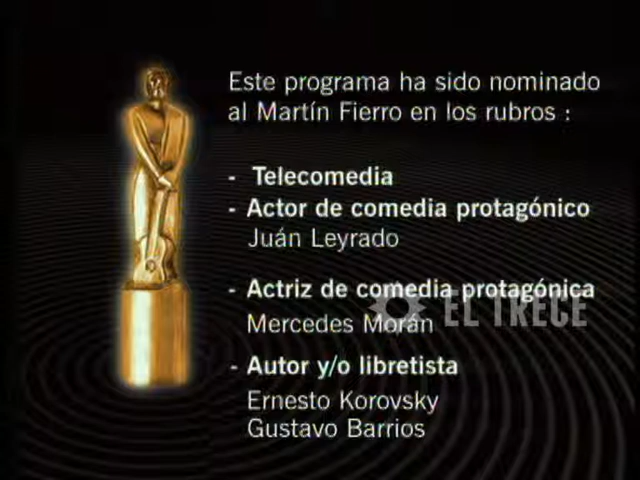 Este programa ha sido nominado
al Martín Fierro en los rubros :
- Telecomedia
- Actor de comedia protagónico
Juán Leyrado
- Actriz de comedia protagónica
EL TRECE
Mercedes Morán
- Autor y/o libretista
Ernesto Korovsky
Gustavo Barrios